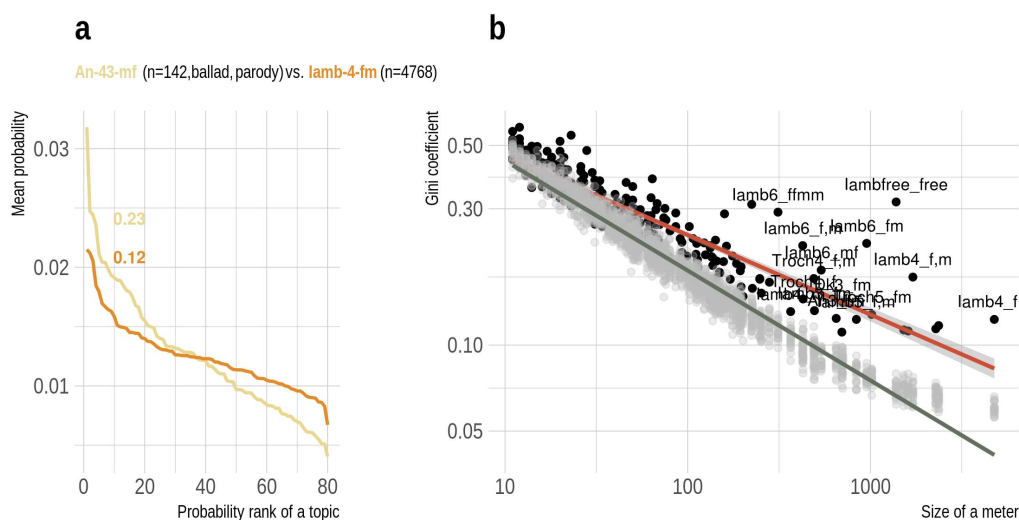 a
An-43-mf (n=142,ballad, parody) vs. Iamb-4-fm (n=4768)
Mean probability
0.03
0.02
0.01
0.23
0.12
0
20
40
60
80
Probability rank of a topic
b
Gini coefficient
0.50
0.30
0.10
0.05
Iamb6_ffmm
Iambfree_free
Iamb6_f,m
Iamb6_fm
Iamb6_mf
Troch4_f,m
Iamb4_f,m
Troch5_fm
Iamb4_f
10
100
1000
Size of a meter